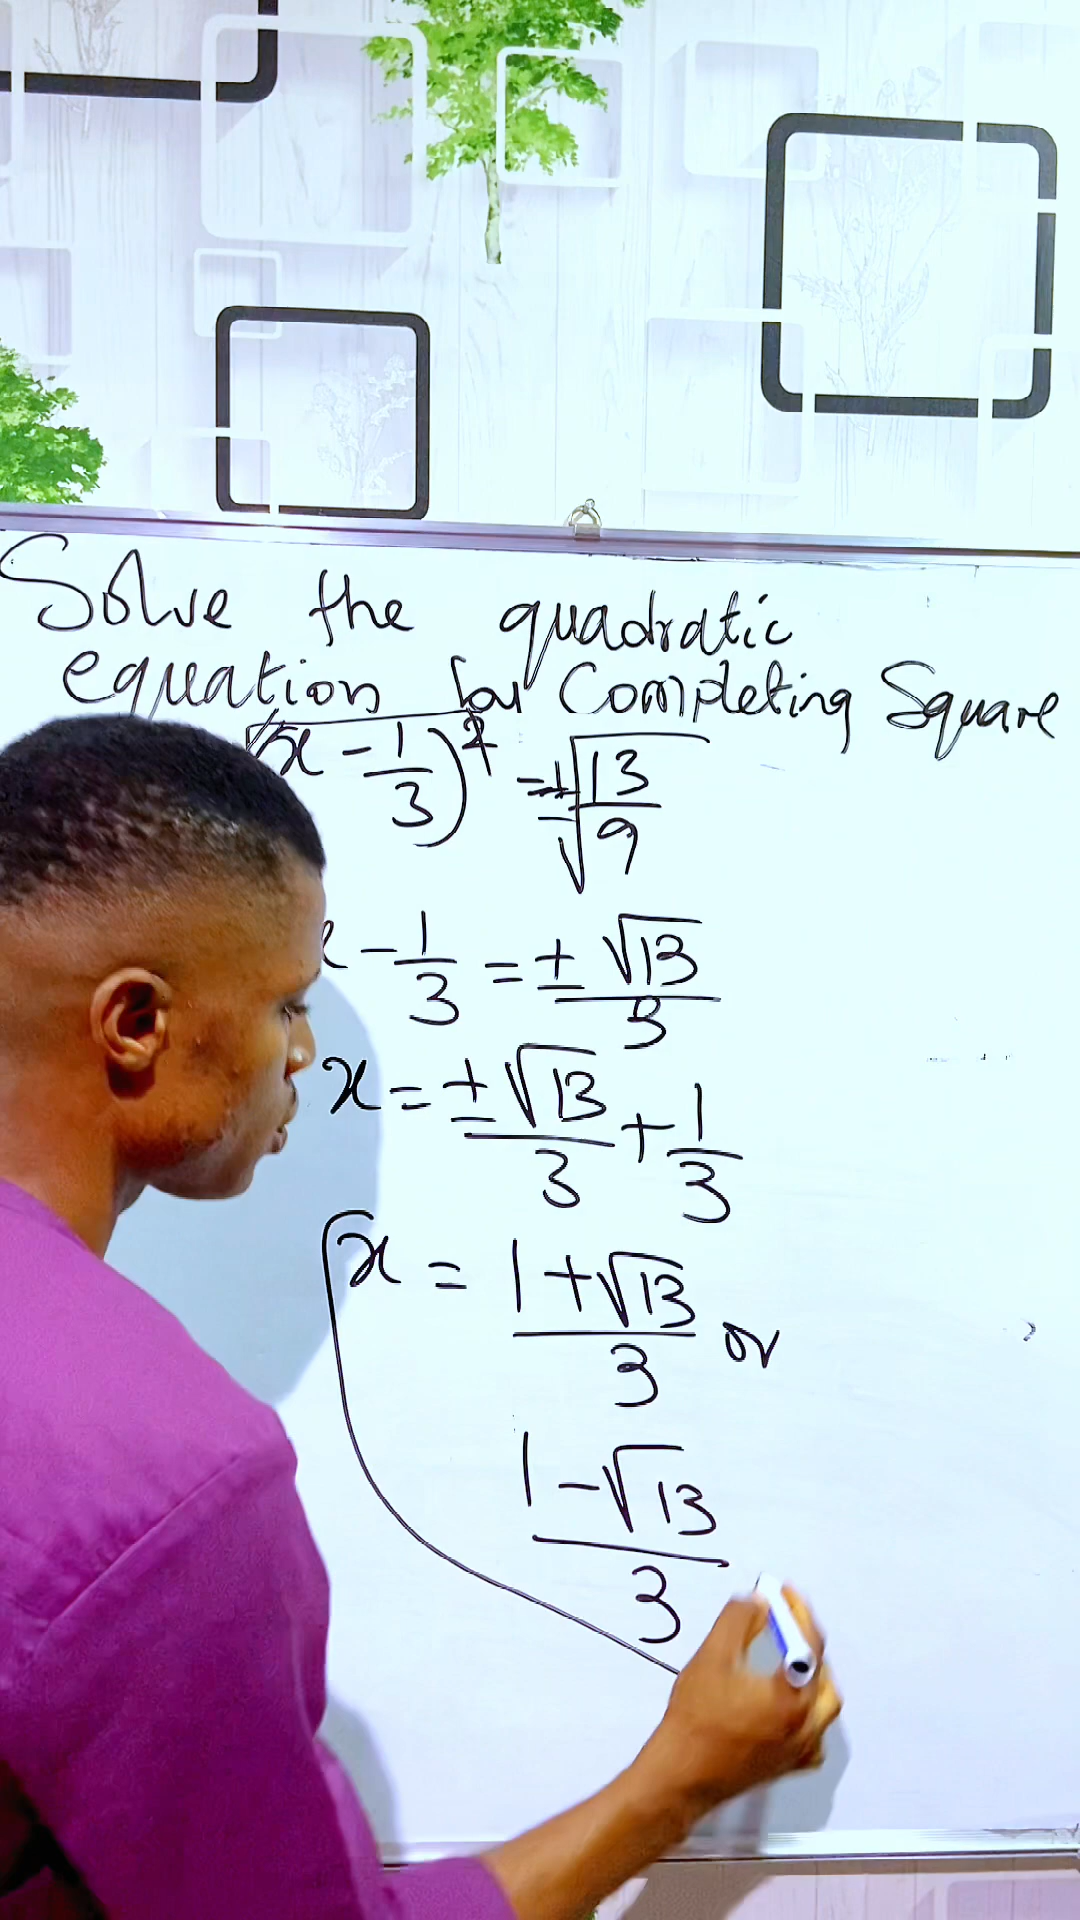 Solve the quadratic
equation for Completing Square
√(x - 1/3)² = ±√13/9
x - 1/3 = ± √13/3
x = ± √13/3 + 1/3
x = 1 + √13/3 or
1 - √13/3